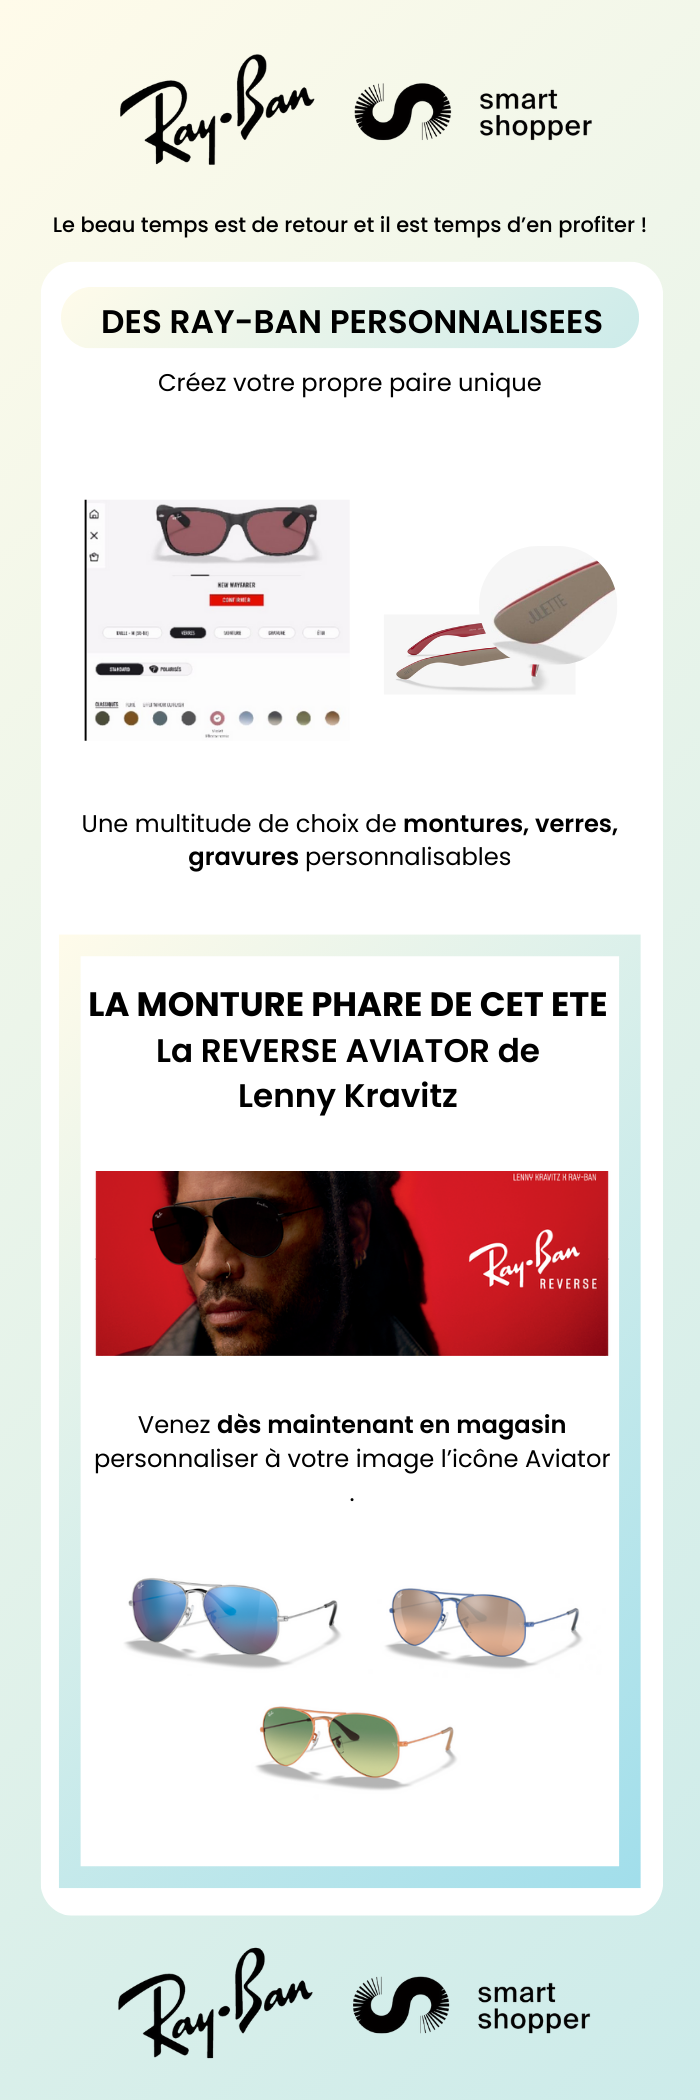 Ray-Ban
smart
shopper
Le beau temps est de retour et il est temps d'en profiter !
DES RAY-BAN PERSONNALISEES
Créez votre propre paire unique
NEW WAYFARER
CONFIRMER
VERRES
STANDARD
POLARISÉS
CLASSIQUES
JULIETTE
Une multitude de choix de montures, verres,
gravures personnalisables
LA MONTURE PHARE DE CET ETE
La REVERSE AVIATOR de
Lenny Kravitz
LENNY KRAVITZ X RAY-BAN
Ray-Ban
REVERSE
Venez dès maintenant en magasin
personnaliser à votre image l'icône Aviator
.
Ray-Ban
smart
shopper